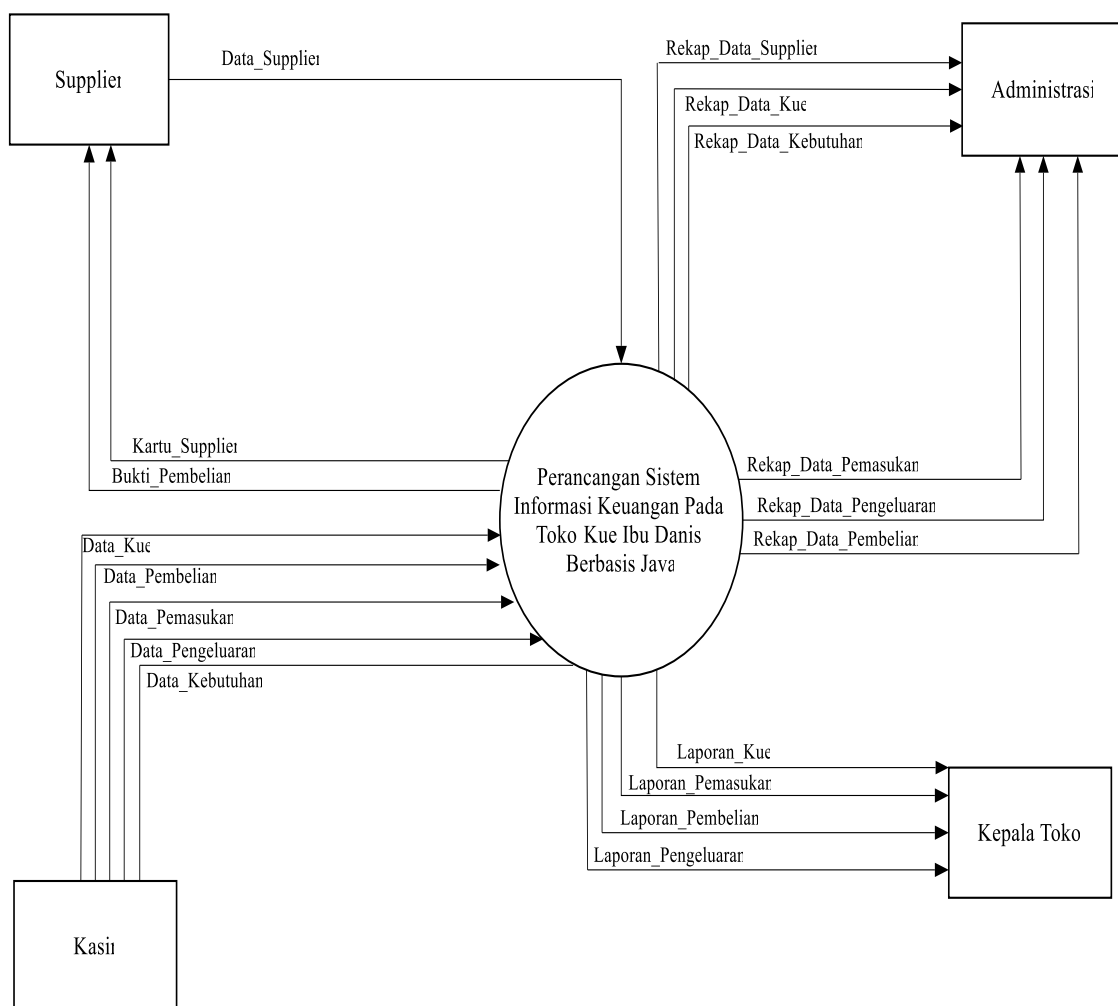 Supplier
Data_Supplier
Rekap_Data_Supplier
Rekap_Data_Kue
Rekap_Data_Kebutuhan
Administrasi
Kartu_Supplier
Bukti_Pembelian
Perancangan Sistem
Informasi Keuangan Pada
Toko Kue Ibu Danis
Berbasis Java
Rekap_Data_Pemasukan
Rekap_Data_Pengeluaran
Rekap_Data_Pembelian
Data_Kue
Data_Pembelian
Data_Pemasukan
Data_Pengeluaran
Data_Kebutuhan
Laporan_Kue
Laporan_Pemasukan
Laporan_Pembelian
Laporan_Pengeluaran
Kepala Toko
Kasir